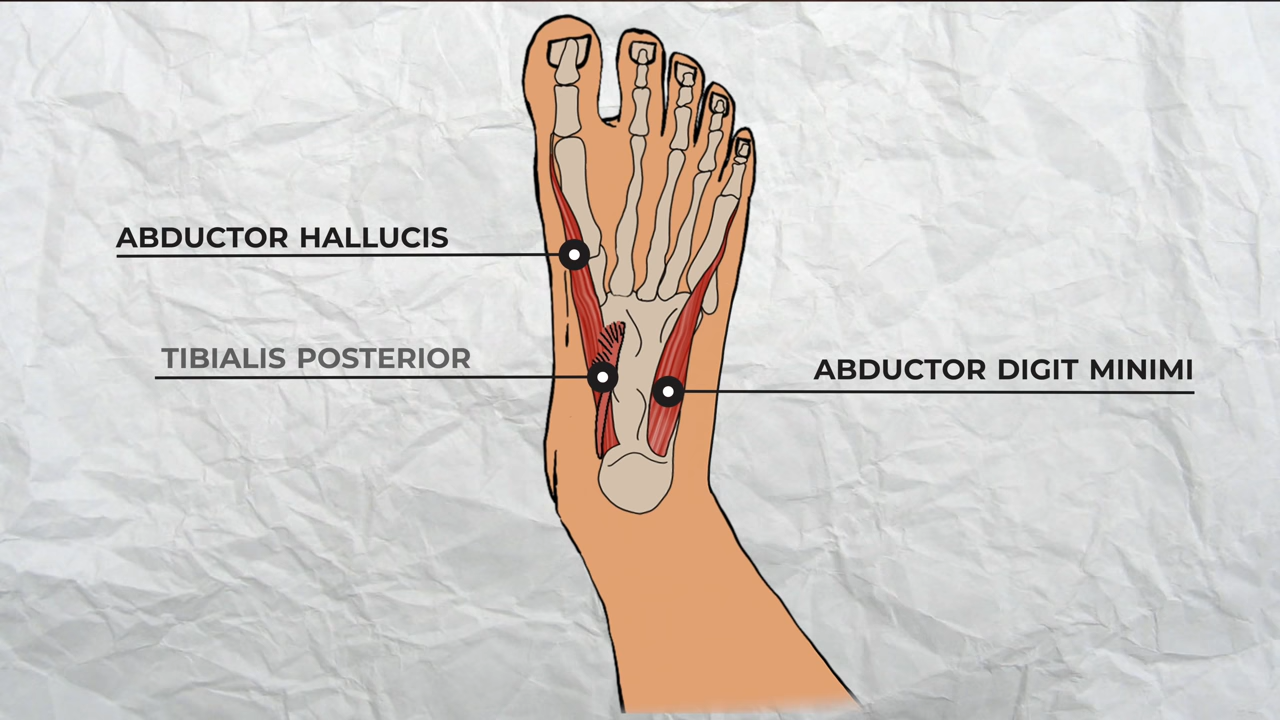 ABDUCTOR HALLUCIS
TIBIALIS POSTERIOR
ABDUCTOR DIGIT MINIMI